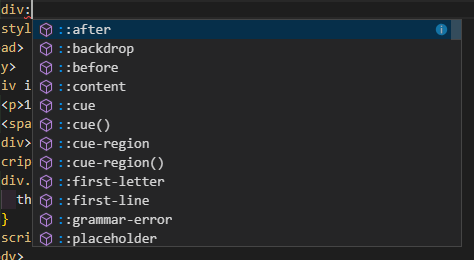 div:
styl ::after
ad> ::backdrop
y> ::before
iv i ::content
<p>1 ::cue
<spa ::cue()
div> ::cue-region
crip ::cue-region()
div. ::first-letter
th ::first-line
} ::grammar-error
scri ::placeholder
dy>